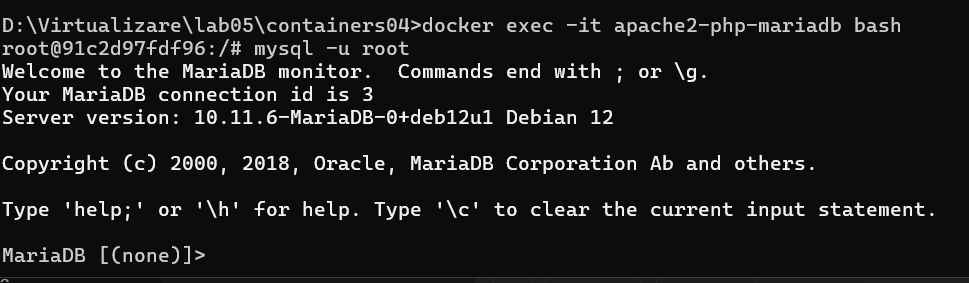 D:\Virtualizare\lab05\containers04>docker exec -it apache2-php-mariadb bash
root@91c2d97fdf96:/# mysql -u root
Welcome to the MariaDB monitor.  Commands end with ; or \g.
Your MariaDB connection id is 3
Server version: 10.11.6-MariaDB-0+deb12u1 Debian 12

Copyright (c) 2000, 2018, Oracle, MariaDB Corporation Ab and others.

Type 'help;' or '\h' for help. Type '\c' to clear the current input statement.

MariaDB [(none)]>